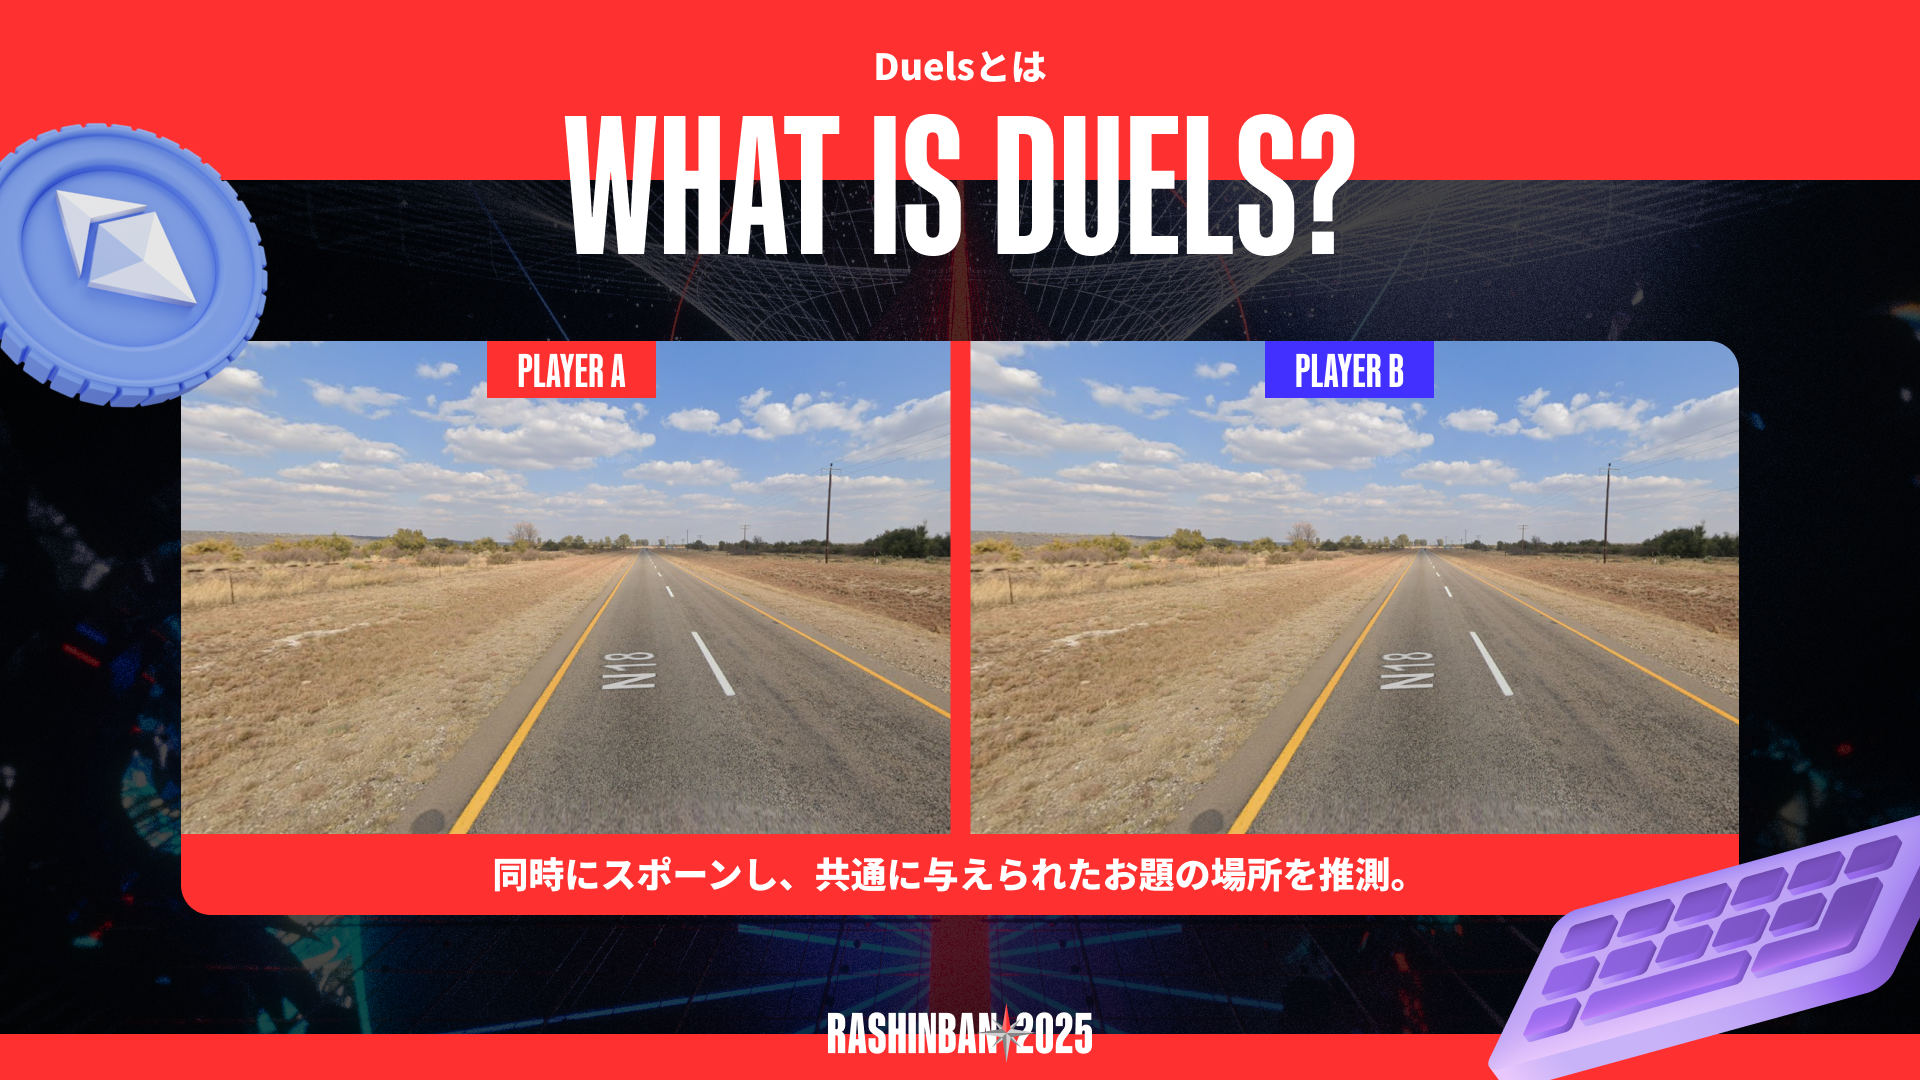 Duelsとは
WHAT IS DUELS?
PLAYER A
PLAYER B
N18
N18
同時にスポーンし、共通に与えられたお題の場所を推測。
RASHINBAN 2025